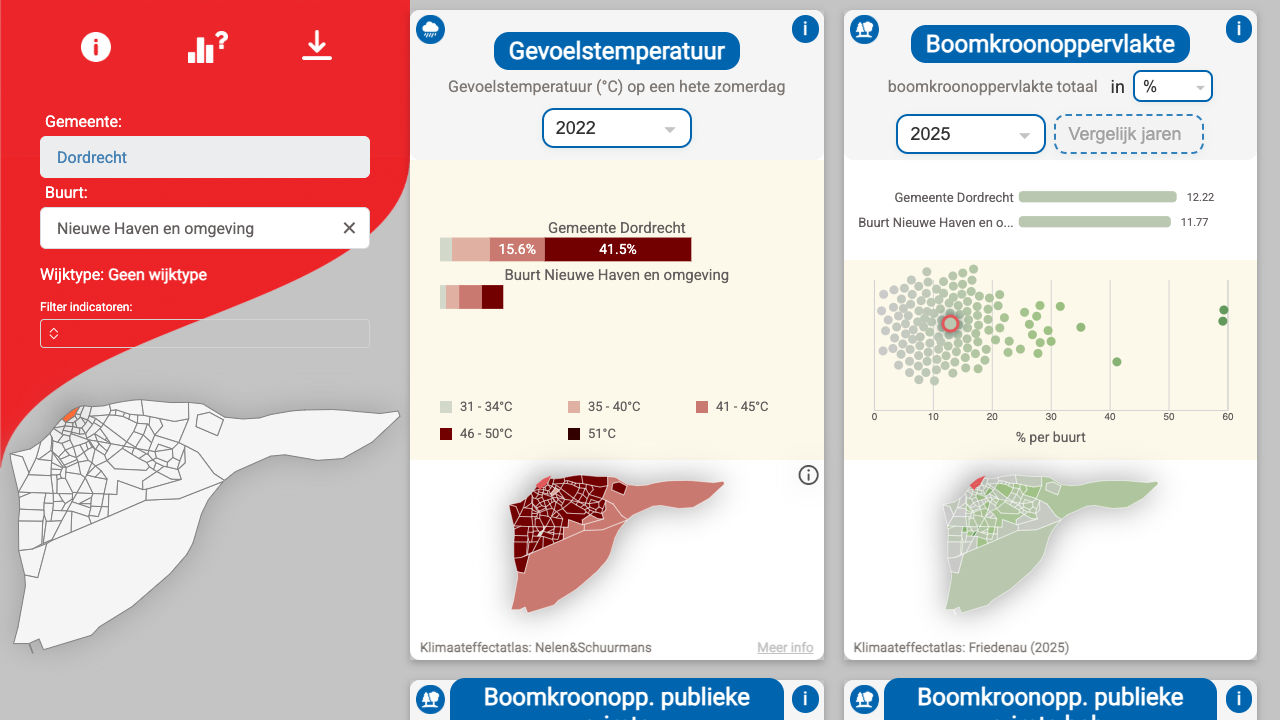 Gemeente:
Dordrecht
Buurt:
Nieuwe Haven en omgeving
Wijktype: Geen wijktype
Filter indicatoren:
Gevoelstemperatuur
Gevoelstemperatuur (°C) op een hete zomerdag
2022
Gemeente Dordrecht
15.6% 41.5%
Buurt Nieuwe Haven en omgeving
31 - 34°C 35 - 40°C 41 - 45°C
46 - 50°C 51°C
Klimaateffectatlas: Nelen&Schuurmans Meer info
Boomkroonoppervlakte
boomkroonoppervlakte totaal in %
2025 Vergelijk jaren
Gemeente Dordrecht 12.22
Buurt Nieuwe Haven en o... 11.77
0 10 20 30 40 50 60
% per buurt
Klimaateffectatlas: Friedenau (2025)
Boomkroonopp. publieke
Boomkroonopp. publieke